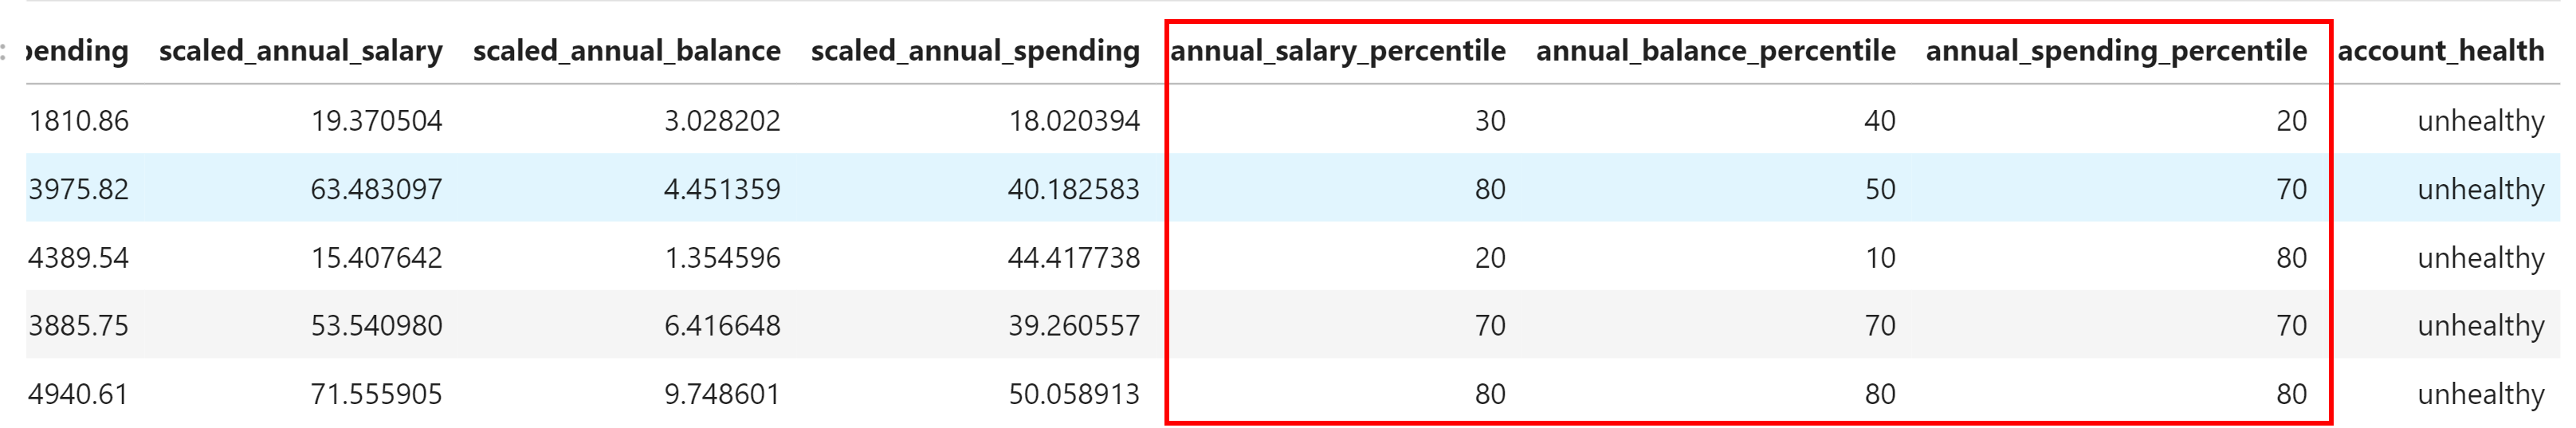 pending scaled_annual_salary scaled_annual_balance scaled_annual_spending annual_salary_percentile annual_balance_percentile annual_spending_percentile account_health
1810.86 19.370504 3.028202 18.020394 30 40 20 unhealthy
3975.82 63.483097 4.451359 40.182583 80 50 70 unhealthy
4389.54 15.407642 1.354596 44.417738 20 10 80 unhealthy
3885.75 53.540980 6.416648 39.260557 70 70 70 unhealthy
4940.61 71.555905 9.748601 50.058913 80 80 80 unhealthy